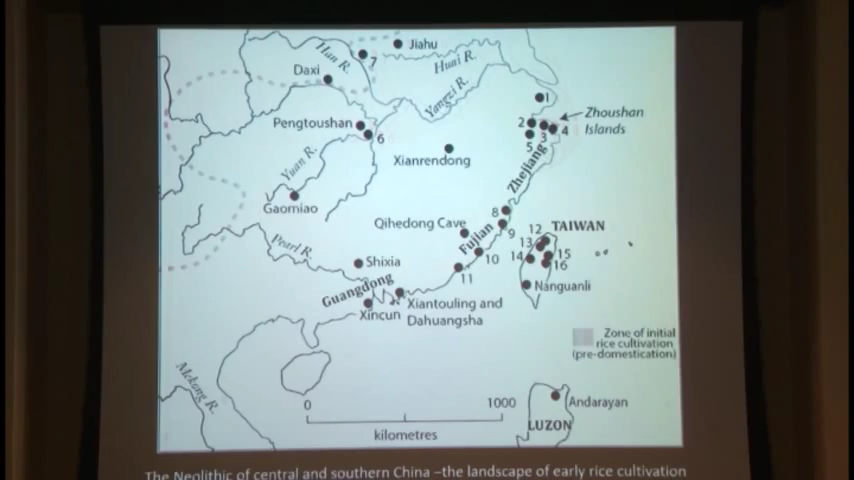 Jiahu
Han R.
7
Huai R.
Daxi
Yangzi R.
1
Zhoushan
Islands
2
3
4
5
Pengtoushan
6
Xianrendong
Yuan R.
Zhejiang
Gaomiao
8
Qihedong Cave
9
Fujian
12
TAIWAN
13
Pearl R.
10
14
15
16
Shixia
11
Guangdong
Nanguanli
Xincun
Xiantouling and
Dahuangsha
Zone of initial
rice cultivation
(pre-domestication)
Mekong R.
0
1000
kilometres
Andarayan
LUZON
The Neolithic of central and southern China –the landscape of early rice cultivation